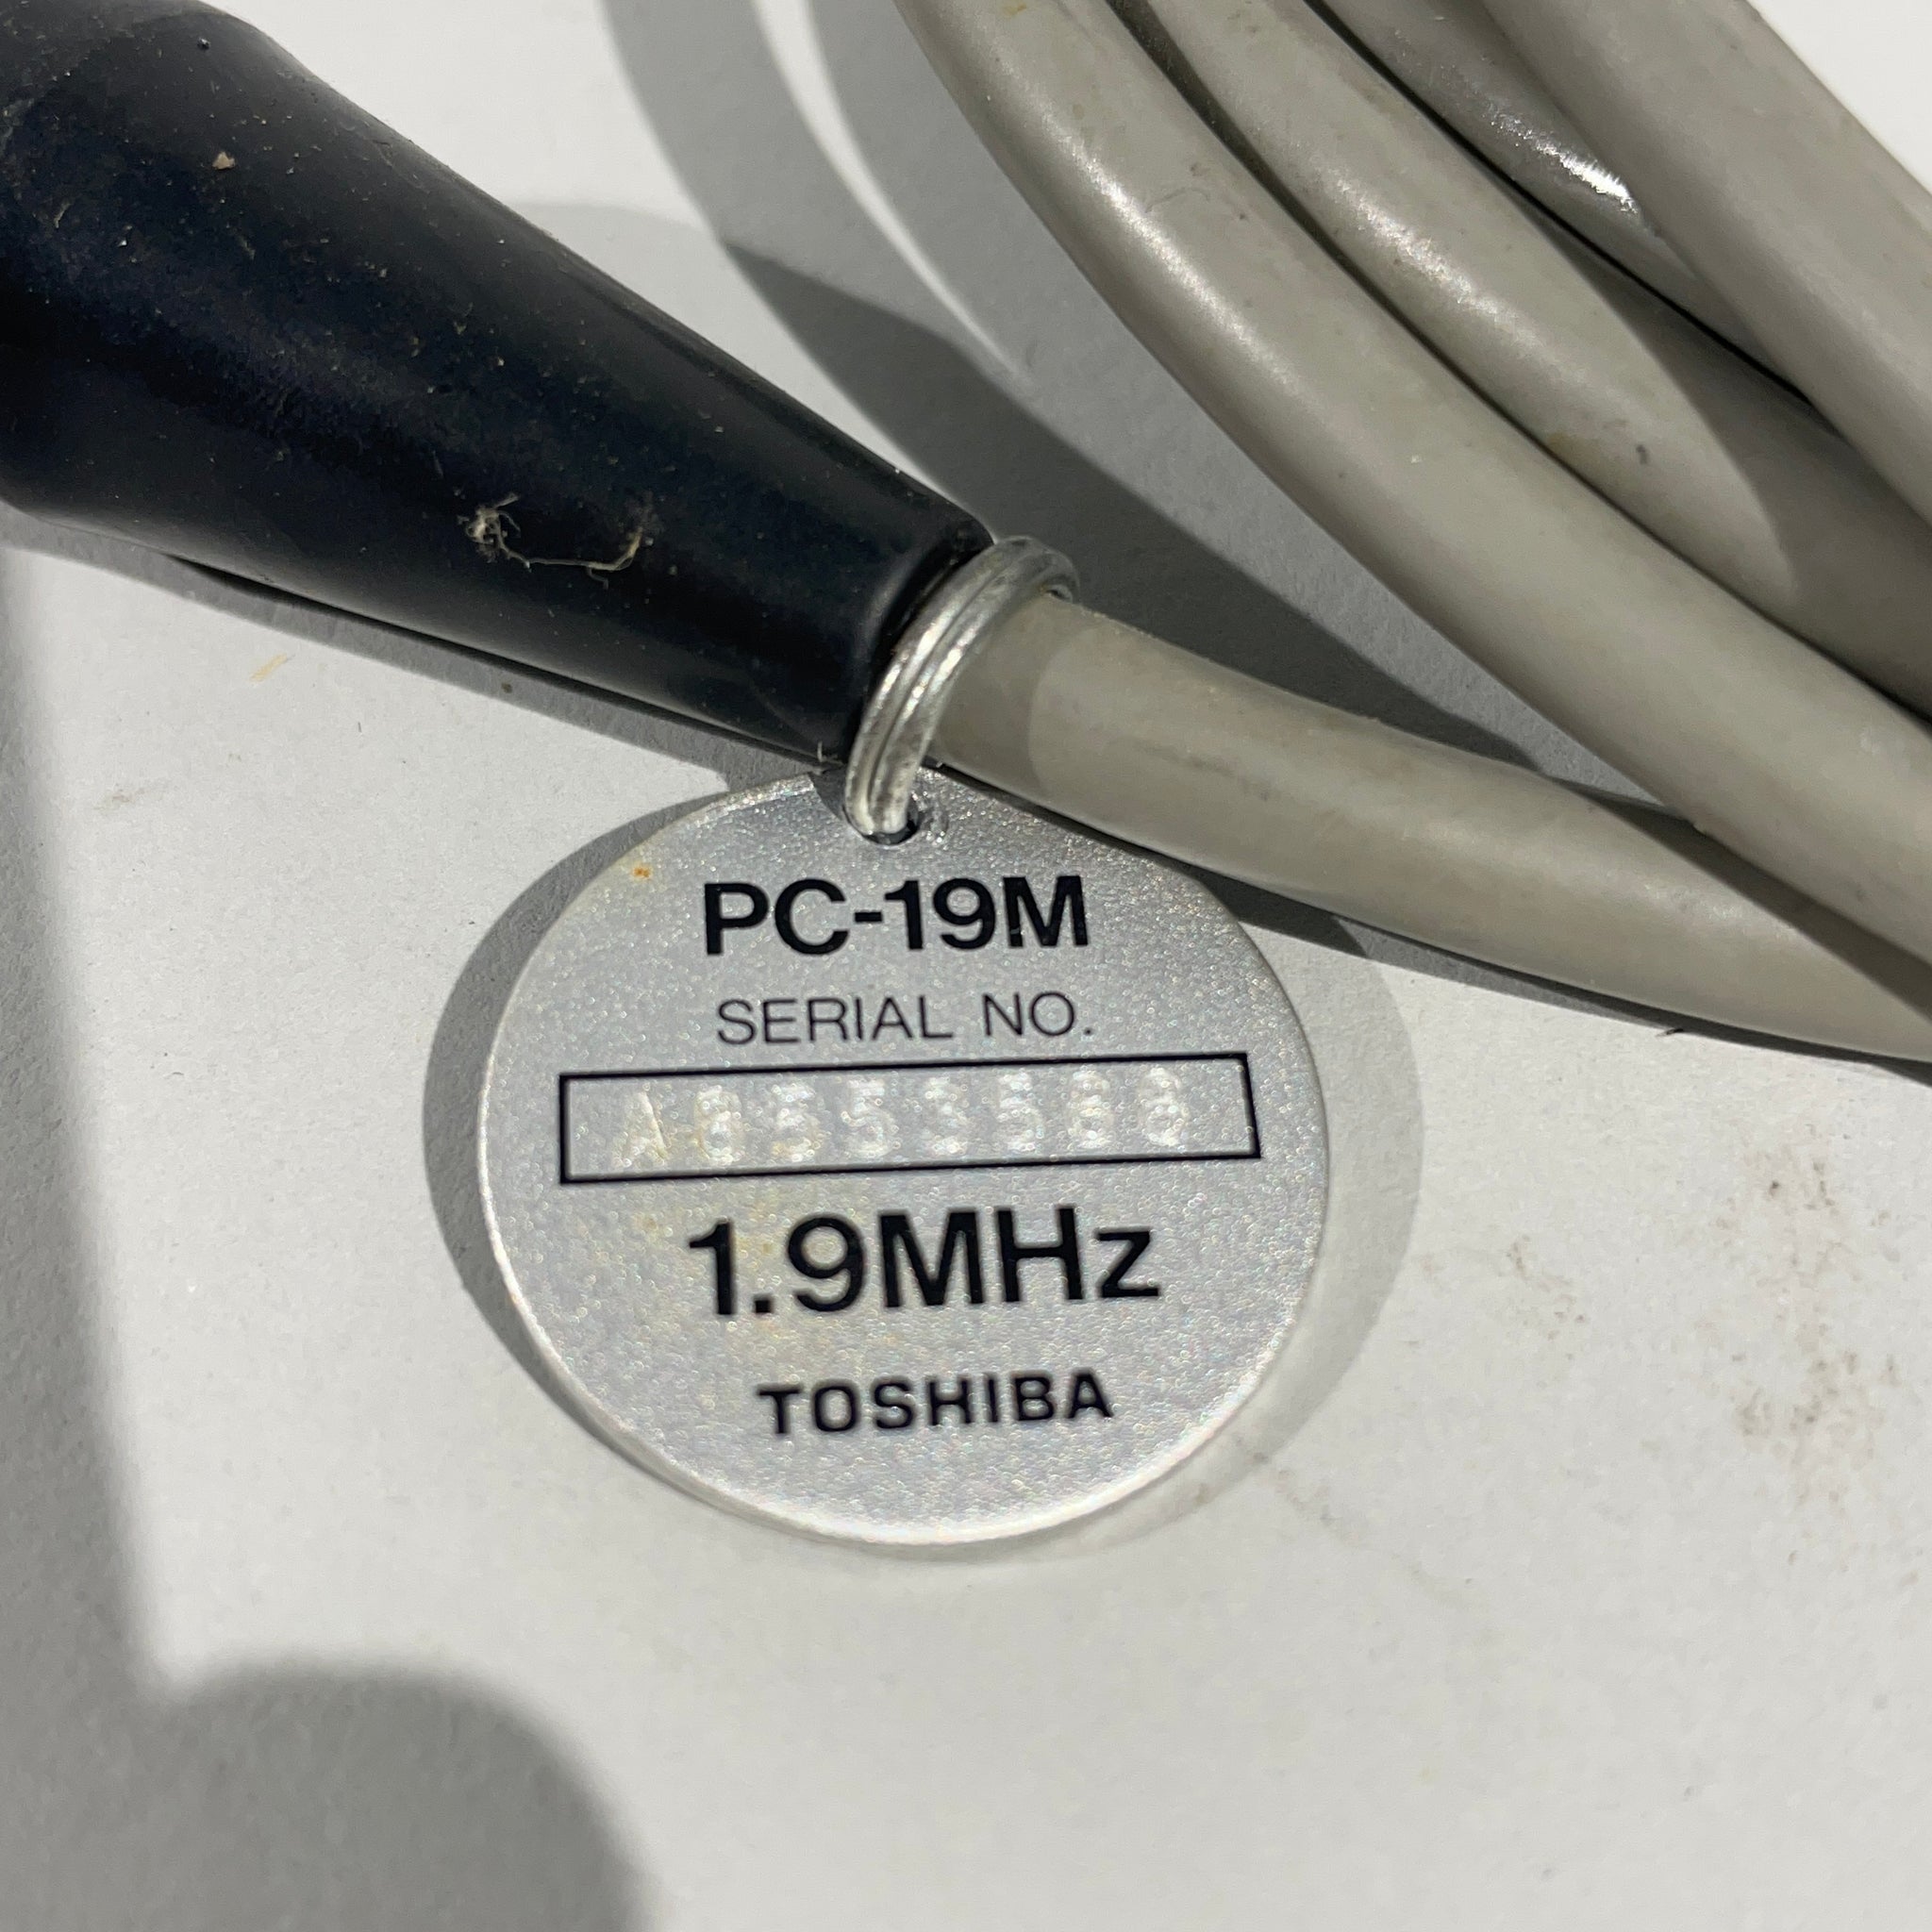 PC-19M
SERIAL NO.
1.9MHz
TOSHIBA